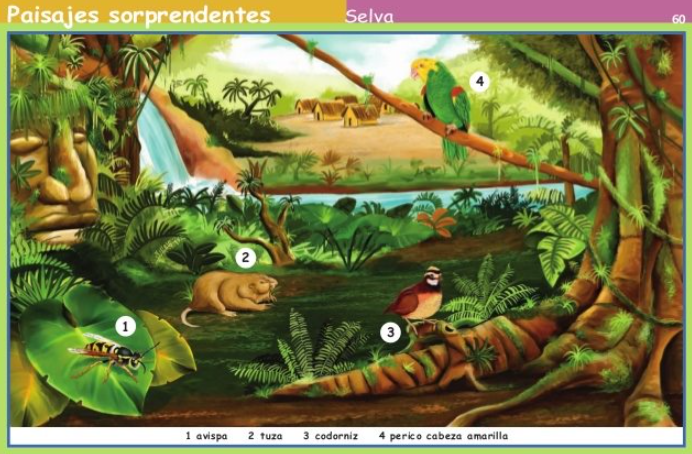 Paisajes sorprendentes
Selva
60
4
2
1
3
1 avispa 2 tuza 3 codorniz 4 perico cabeza amarilla